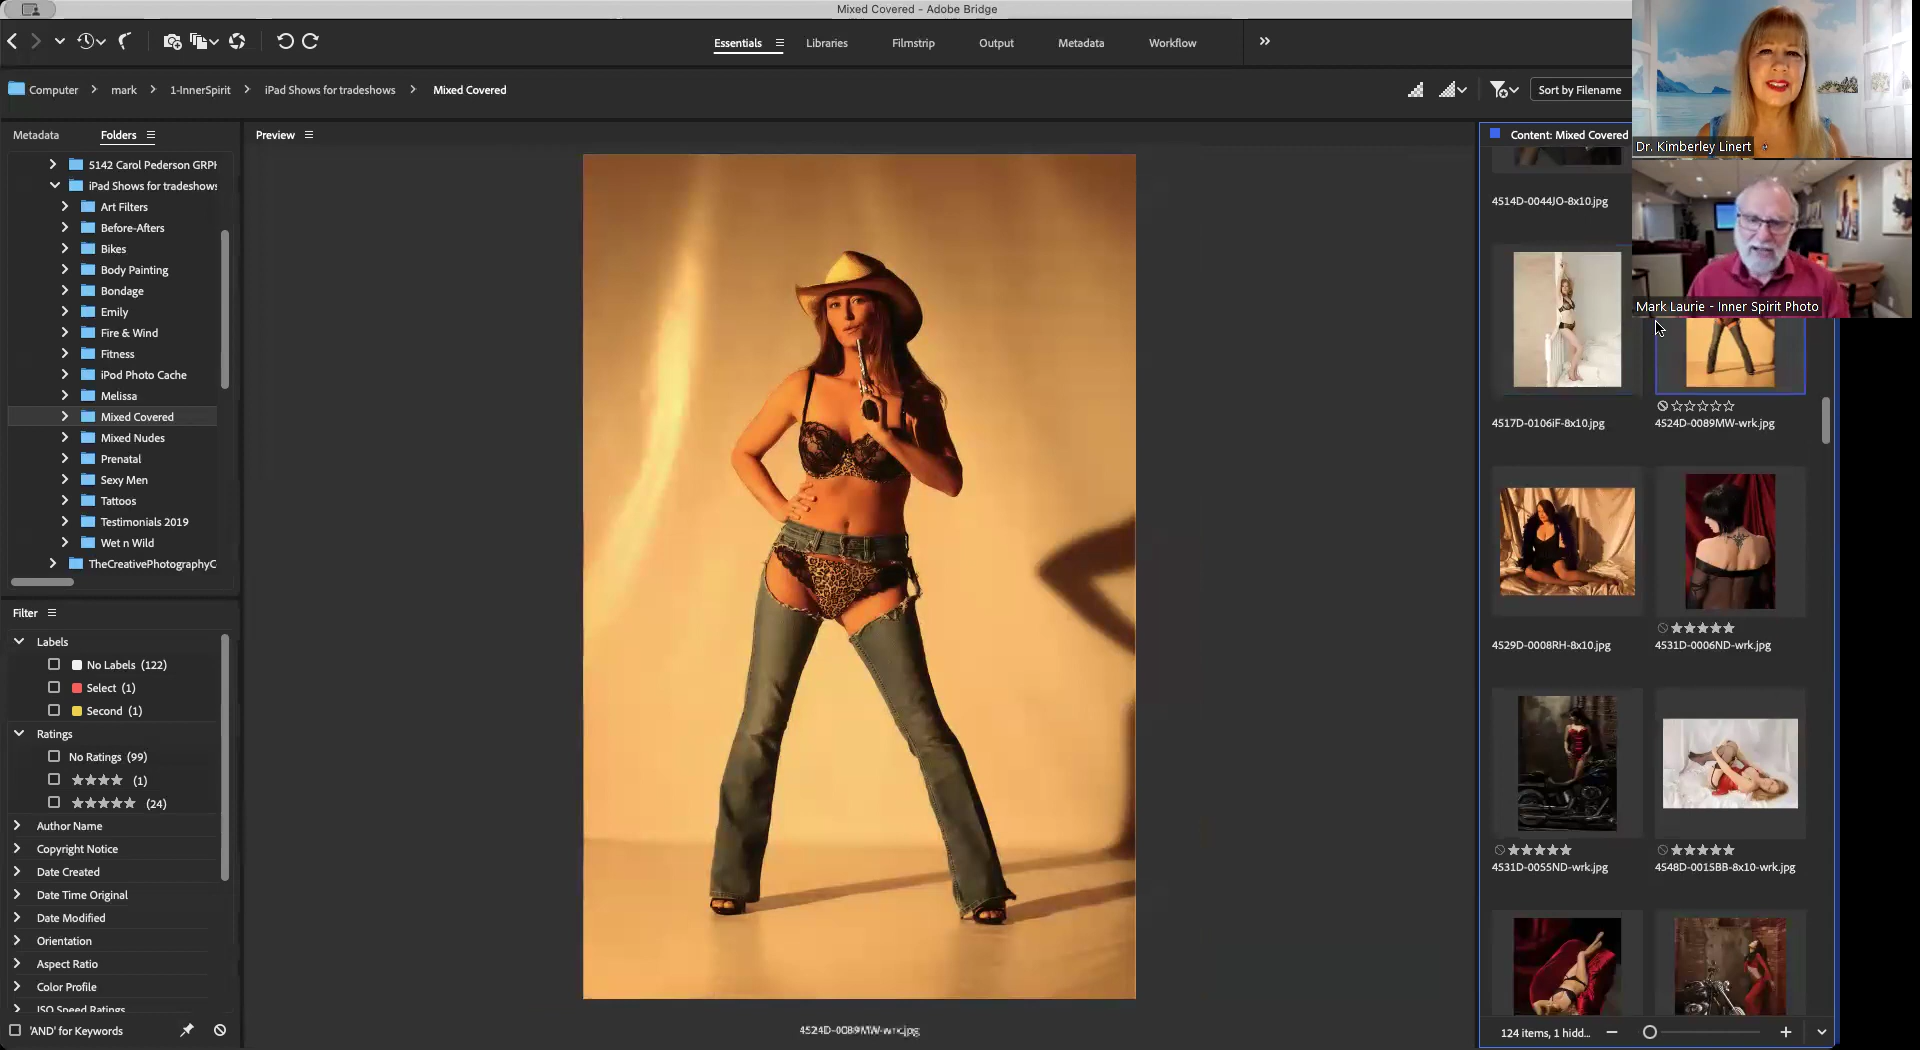 Mixed Covered - Adobe Bridge
Essentials
Libraries
Filmstrip
Output
Metadata
Workflow
Computer
mark
1-InnerSpirit
iPad Shows for tradeshows
Mixed Covered
Sort by Filename
Metadata
Folders
5142 Carol Pederson GRPH
iPad Shows for tradeshows
Art Filters
Before-Afters
Bikes
Body Painting
Bondage
Emily
Fire & Wind
Fitness
iPod Photo Cache
Melissa
Mixed Covered
Mixed Nudes
Prenatal
Sexy Men
Tattoos
Testimonials 2019
Wet n Wild
TheCreativePhotographyC
Filter
Labels
No Labels (122)
Select (1)
Second (1)
Ratings
No Ratings (99)
(1)
(24)
Author Name
Copyright Notice
Date Created
Date Time Original
Date Modified
Orientation
Aspect Ratio
Color Profile
ISO Speed Ratings
'AND' for Keywords
Preview
4524D-0089MW-wrk.jpg
Content: Mixed Covered
Dr. Kimberley Linert
Mark Laurie - Inner Spirit Photo
4514D-0044JO-8x10.jpg
4517D-0106iF-8x10.jpg
4524D-0089MW-wrk.jpg
4529D-0008RH-8x10.jpg
4531D-0006ND-wrk.jpg
4531D-0055ND-wrk.jpg
4548D-0015BB-8x10-wrk.jpg
124 items, 1 hidd...